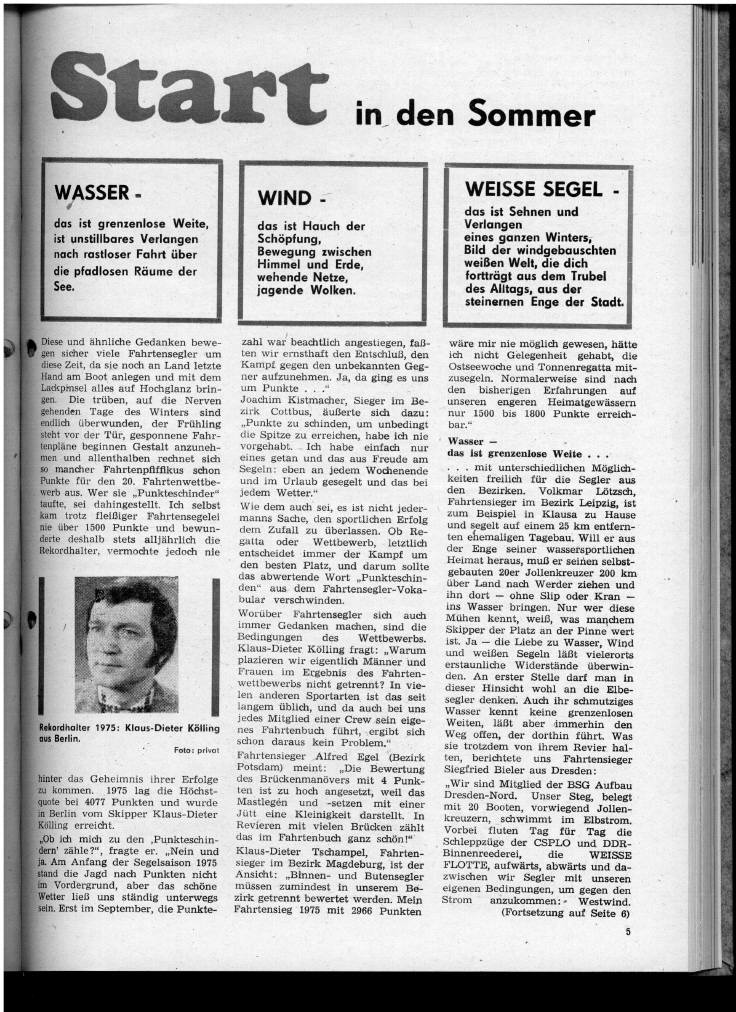 Start in den Sommer
WASSER -
das ist grenzenlose Weite,
ist unstillbares Verlangen
nach rastloser Fahrt über
die pfadlosen Räume der
See.
WIND -
das ist Hauch der
Schöpfung,
Bewegung zwischen
Himmel und Erde,
wehende Netze,
jagende Wolken.
WEISSE SEGEL -
das ist Sehnen und
Verlangen
eines ganzen Winters,
Bild der windgebauschten
weißen Welt, die dich
fortträgt aus dem Trubel
des Alltags, aus der
steinernen Enge der Stadt.
Diese und ähnliche Gedanken bewe-
gen sicher viele Fahrtensegler um
diese Zeit, da sie noch an Land letzte
Hand am Boot anlegen und mit dem
Lackpinsel alles auf Hochglanz brin-
gen. Die trüben, auf die Nerven
gehenden Tage des Winters sind
endlich überwunden, der Frühling
steht vor der Tür, gesponnene Fahr-
tenpläne beginnen Gestalt anzuneh-
men und allenthalben rechnet sich
so mancher Fahrtenpfiffikus schon
Punkte für den 20. Fahrtenwettbe-
werb aus. Wer sie „Punkteschinder"
taufte, sei dahingestellt. Ich selbst
kam trotz fleißiger Fahrtensegelei
nie über 1500 Punkte und bewun-
derte deshalb stets alljährlich die
Rekordhalter, vermochte jedoch nie
Rekordhalter 1975: Klaus-Dieter Kölling
aus Berlin.
Foto: privat
hinter das Geheimnis ihrer Erfolge
zu kommen. 1975 lag die Höchst-
quote bei 4077 Punkten und wurde
in Berlin vom Skipper Klaus-Dieter
Kölling erreicht.
„Ob ich mich zu den ‚Punkteschin-
dern' zähle?", fragte er. „Nein und
ja. Am Anfang der Segelsaison 1975
stand die Jagd nach Punkten nicht
im Vordergrund, aber das schöne
Wetter ließ uns ständig unterwegs
sein. Erst im September, die Punkte-
zahl war beachtlich angestiegen, faß-
ten wir ernsthaft den Entschluß, den
Kampf gegen den unbekannten Geg-
ner aufzunehmen. Ja, da ging es uns
um Punkte . . ."
Joachim Kistmacher, Sieger im Be-
zirk Cottbus, äußerte sich dazu:
„Punkte zu schinden, um unbedingt
die Spitze zu erreichen, habe ich nie
vorgehabt. Ich habe einfach nur
eines getan und das aus Freude am
Segeln: eben an jedem Wochenende
und im Urlaub gesegelt und das bei
jedem Wetter."
Wie dem auch sei, es ist nicht jeder-
manns Sache, den sportlichen Erfolg
dem Zufall zu überlassen. Ob Re-
gatta oder Wettbewerb, letztlich
entscheidet immer der Kampf um
den besten Platz, und darum sollte
das abwertende Wort „Punkteschin-
den" aus dem Fahrtensegler-Voka-
bular verschwinden.
Worüber Fahrtensegler sich auch
immer Gedanken machen, sind die
Bedingungen des Wettbewerbs.
Klaus-Dieter Kölling fragt: „Warum
plazieren wir eigentlich Männer und
Frauen im Ergebnis des Fahrten-
wettbewerbs nicht getrennt? In vie-
len anderen Sportarten ist das seit
langem üblich, und da auch bei uns
jedes Mitglied einer Crew sein eige-
nes Fahrtenbuch führt, ergibt sich
schon daraus kein Problem."
Fahrtensieger Alfred Egel (Bezirk
Potsdam) meint: „Die Bewertung
des Brückenmanövers mit 4 Punk-
ten ist zu hoch angesetzt, weil das
Mastlegen und -setzen mit einer
Jütt eine Kleinigkeit darstellt. In
Revieren mit vielen Brücken zählt
das im Fahrtenbuch ganz schön!"
Klaus-Dieter Tschampel, Fahrten-
sieger im Bezirk Magdeburg, ist der
Ansicht: „Binnen- und Butensegler
müssen zumindest in unserem Be-
zirk getrennt bewertet werden. Mein
Fahrtensieg 1975 mit 2966 Punkten
wäre mir nie möglich gewesen, hätte
ich nicht Gelegenheit gehabt, die
Ostseewoche und Tonnenregatta mit-
zusegeln. Normalerweise sind nach
den bisherigen Erfahrungen auf
unseren engeren Heimatgewässern
nur 1500 bis 1800 Punkte erreich-
bar."
Wasser —
das ist grenzenlose Weite . . .
. . . mit unterschiedlichen Möglich-
keiten freilich für die Segler aus
den Bezirken. Volkmar Lötzsch,
Fahrtensieger im Bezirk Leipzig, ist
zum Beispiel in Klausa zu Hause
und segelt auf einem 25 km entfern-
ten ehemaligen Tagebau. Will er aus
der Enge seiner wassersportlichen
Heimat heraus, muß er seinen selbst-
gebauten 20er Jollenkreuzer 200 km
über Land nach Werder ziehen und
ihn dort — ohne Slip oder Kran —
ins Wasser bringen. Nur wer diese
Mühen kennt, weiß, was manchem
Skipper der Platz an der Pinne wert
ist. Ja — die Liebe zu Wasser, Wind
und weißen Segeln läßt vielerorts
erstaunliche Widerstände überwin-
den. An erster Stelle darf man in
dieser Hinsicht wohl an die Elbe-
segler denken. Auch ihr schmutziges
Wasser kennt keine grenzenlosen
Weiten, läßt aber immerhin den
Weg offen, der dorthin führt. Was
sie trotzdem von ihrem Revier hal-
ten, berichtete uns Fahrtensieger
Siegfried Bieler aus Dresden:
„Wir sind Mitglied der BSG Aufbau
Dresden-Nord. Unser Steg, belegt
mit 20 Booten, vorwiegend Jollen-
kreuzern, schwimmt im Elbstrom.
Vorbei fluten Tag für Tag die
Schleppzüge der CSPLO und DDR-
Binnenreederei, die WEISSE
FLOTTE, aufwärts, abwärts und da-
zwischen wir Segler mit unseren
eigenen Bedingungen, um gegen den
Strom anzukommen: Westwind.
(Fortsetzung auf Seite 6)
5